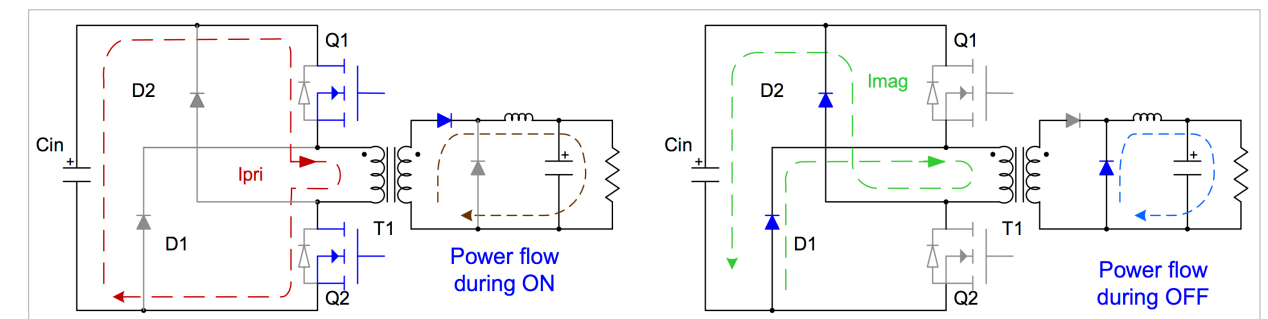 Q1
D2
Cin
+
Ipri
+
T1
D1
Q2
Power flow
during ON
Q1
D2
Imag
Cin
+
+
T1
D1
Q2
Power flow
during OFF